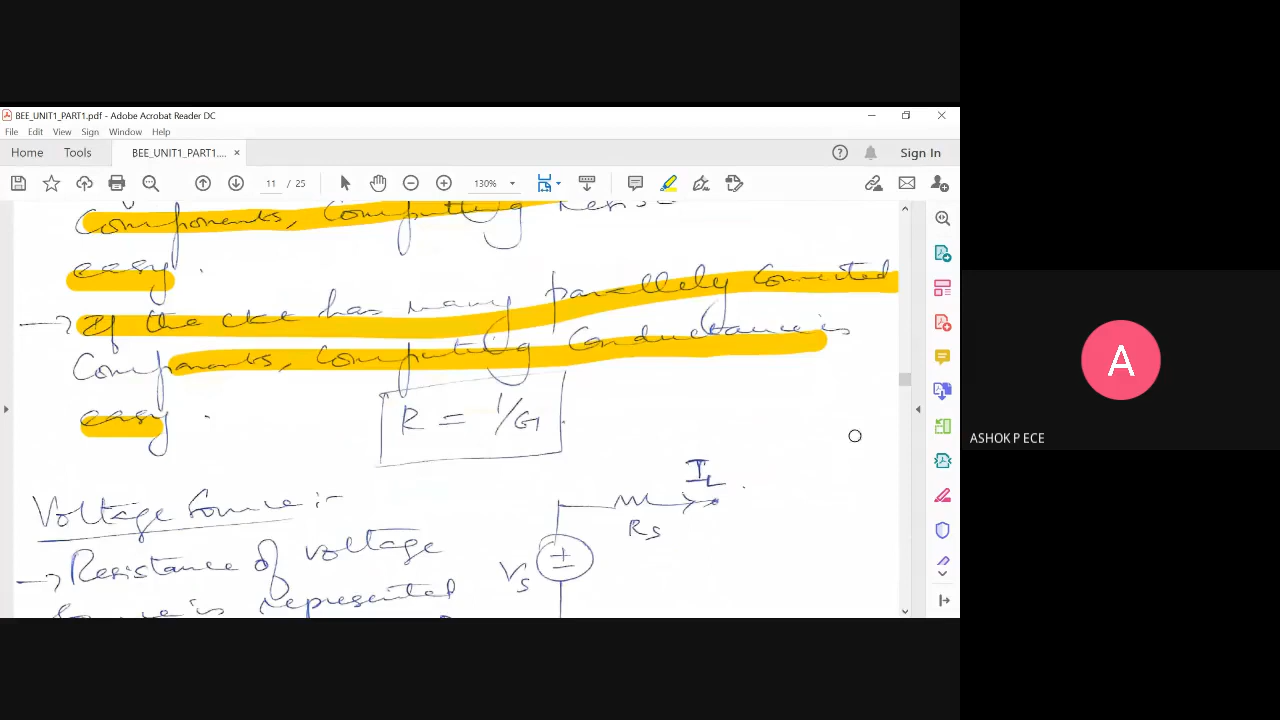 BEE_UNIT1_PART1.pdf - Adobe Acrobat Reader DC
File Edit View Window Sign Help
Home Tools BEE_UNIT1_PART1.... × Sign In
11 / 25 130%
Components, Computing
easy.
→ If the ckt has many parallely Connected
Components, Computing Conductance is
easy.
R = 1/G
IL
Voltage Source :-
Rs
→ Resistance of voltage
Vs
is represented
A
ASHOK P ECE